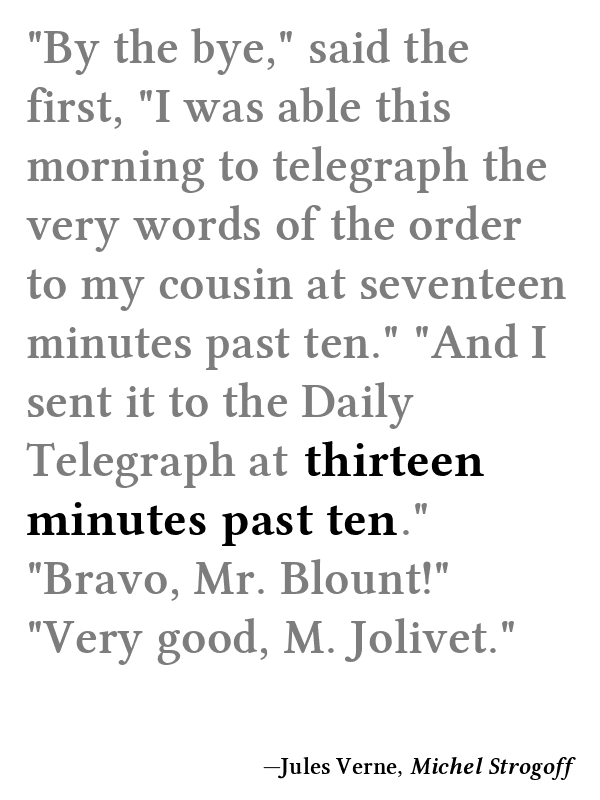 "By the bye," said the
first, "I was able this
morning to telegraph the
very words of the order
to my cousin at seventeen
minutes past ten." "And I
sent it to the Daily
Telegraph at thirteen
minutes past ten."
"Bravo, Mr. Blount!"
"Very good, M. Jolivet."
—Jules Verne, Michel Strogoff